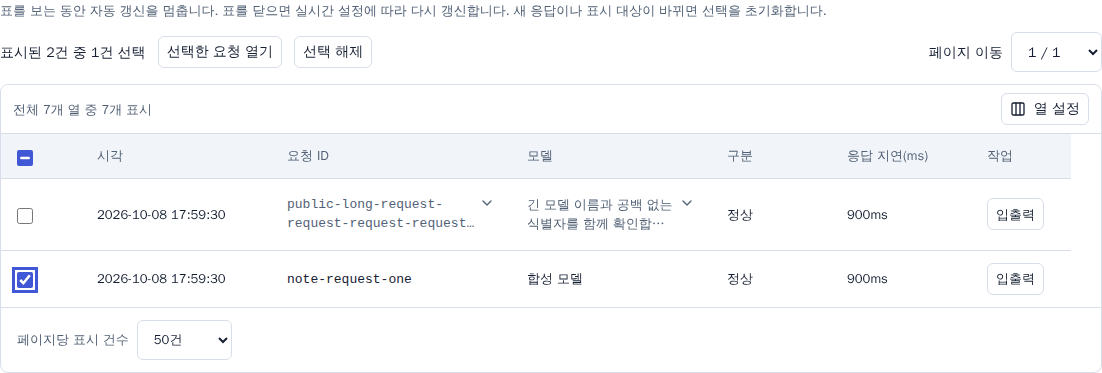 표를 보는 동안 자동 갱신을 멈춥니다. 표를 닫으면 실시간 설정에 따라 다시 갱신합니다. 새 응답이나 표시 대상이 바뀌면 선택을 초기화합니다.
표시된 2건 중 1건 선택 선택한 요청 열기 선택 해제 페이지 이동 1 / 1
전체 7개 열 중 7개 표시 열 설정
시각 요청 ID 모델 구분 응답 지연(ms) 작업
2026-10-08 17:59:30 public-long-request-request-request-request… 긴 모델 이름과 공백 없는 식별자를 함께 확인합… 정상 900ms 입출력
2026-10-08 17:59:30 note-request-one 합성 모델 정상 900ms 입출력
페이지당 표시 건수 50건